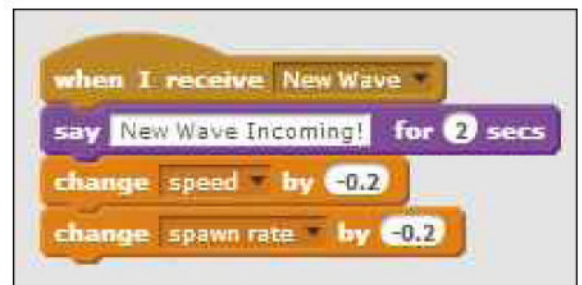 when I receive New Wave
say New Wave Incoming! for 2 secs
change speed by -0.2
change spawn rate by -0.2